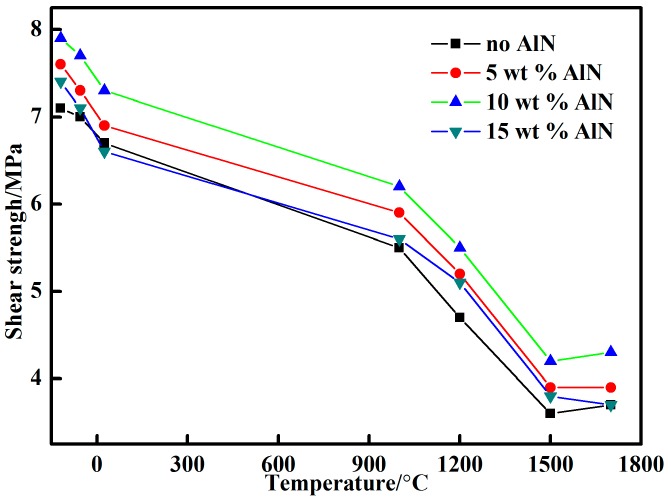 8
7
6
5
4
no AlN
5 wt % AlN
10 wt % AlN
15 wt % AlN
Shear strengh/MPa
0 300 600 900 1200 1500 1800
Temperature/°C